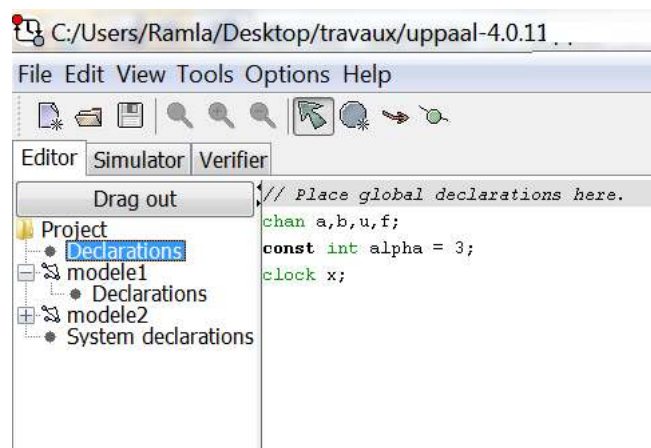 C:/Users/Ramla/Desktop/travaux/uppaal-4.0.11
File Edit View Tools Options Help
Editor Simulator Verifier
Drag out
Project
Declarations
modele1
Declarations
modele2
System declarations
// Place global declarations here.
chan a,b,u,f;
const int alpha = 3;
clock x;